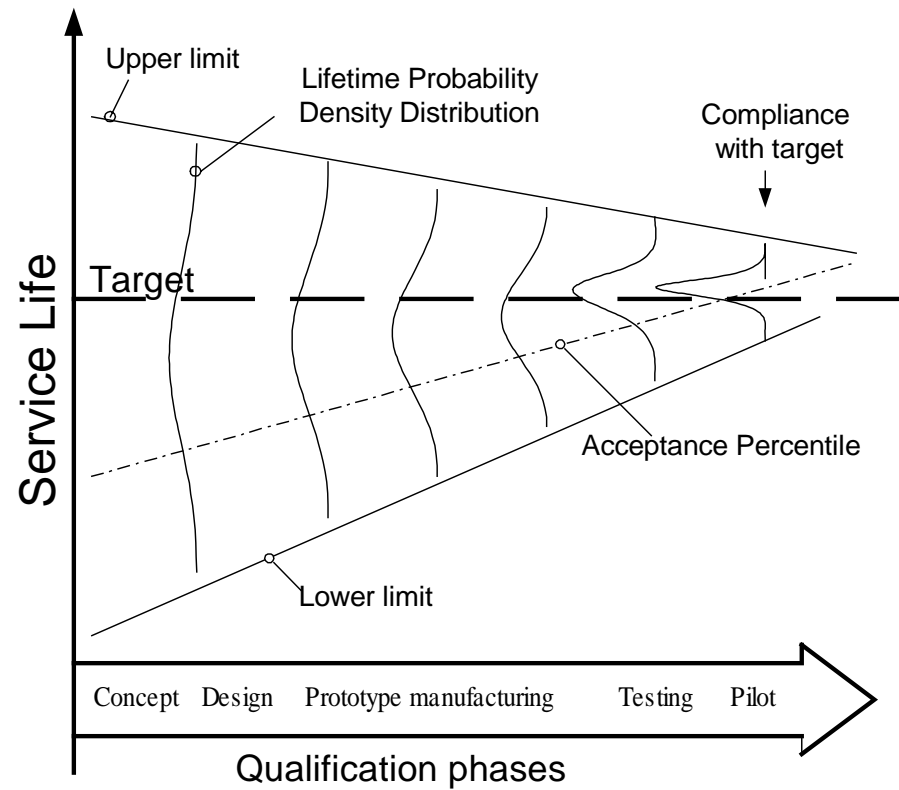 Upper limit
Lifetime Probability
Density Distribution
Compliance
with target
Target
Service Life
Acceptance Percentile
Lower limit
Concept Design Prototype manufacturing Testing Pilot
Qualification phases